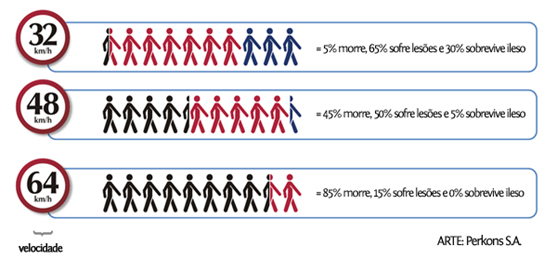 32
km/h
= 5% morre, 65% sofre lesões e 30% sobrevive ileso
48
km/h
= 45% morre, 50% sofre lesões e 5% sobrevive ileso
64
km/h
= 85% morre, 15% sofre lesões e 0% sobrevive ileso
velocidade
ARTE: Perkons S.A.